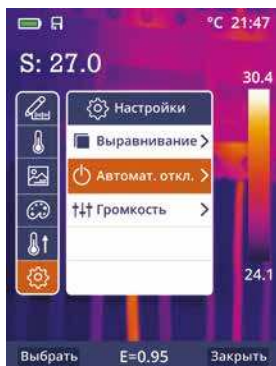 °C 21:47
S: 27.0
30.4
Настройки
Выравнивание
Автомат. откл.
Громкость
24.1
Выбрать E=0.95 Закрыть